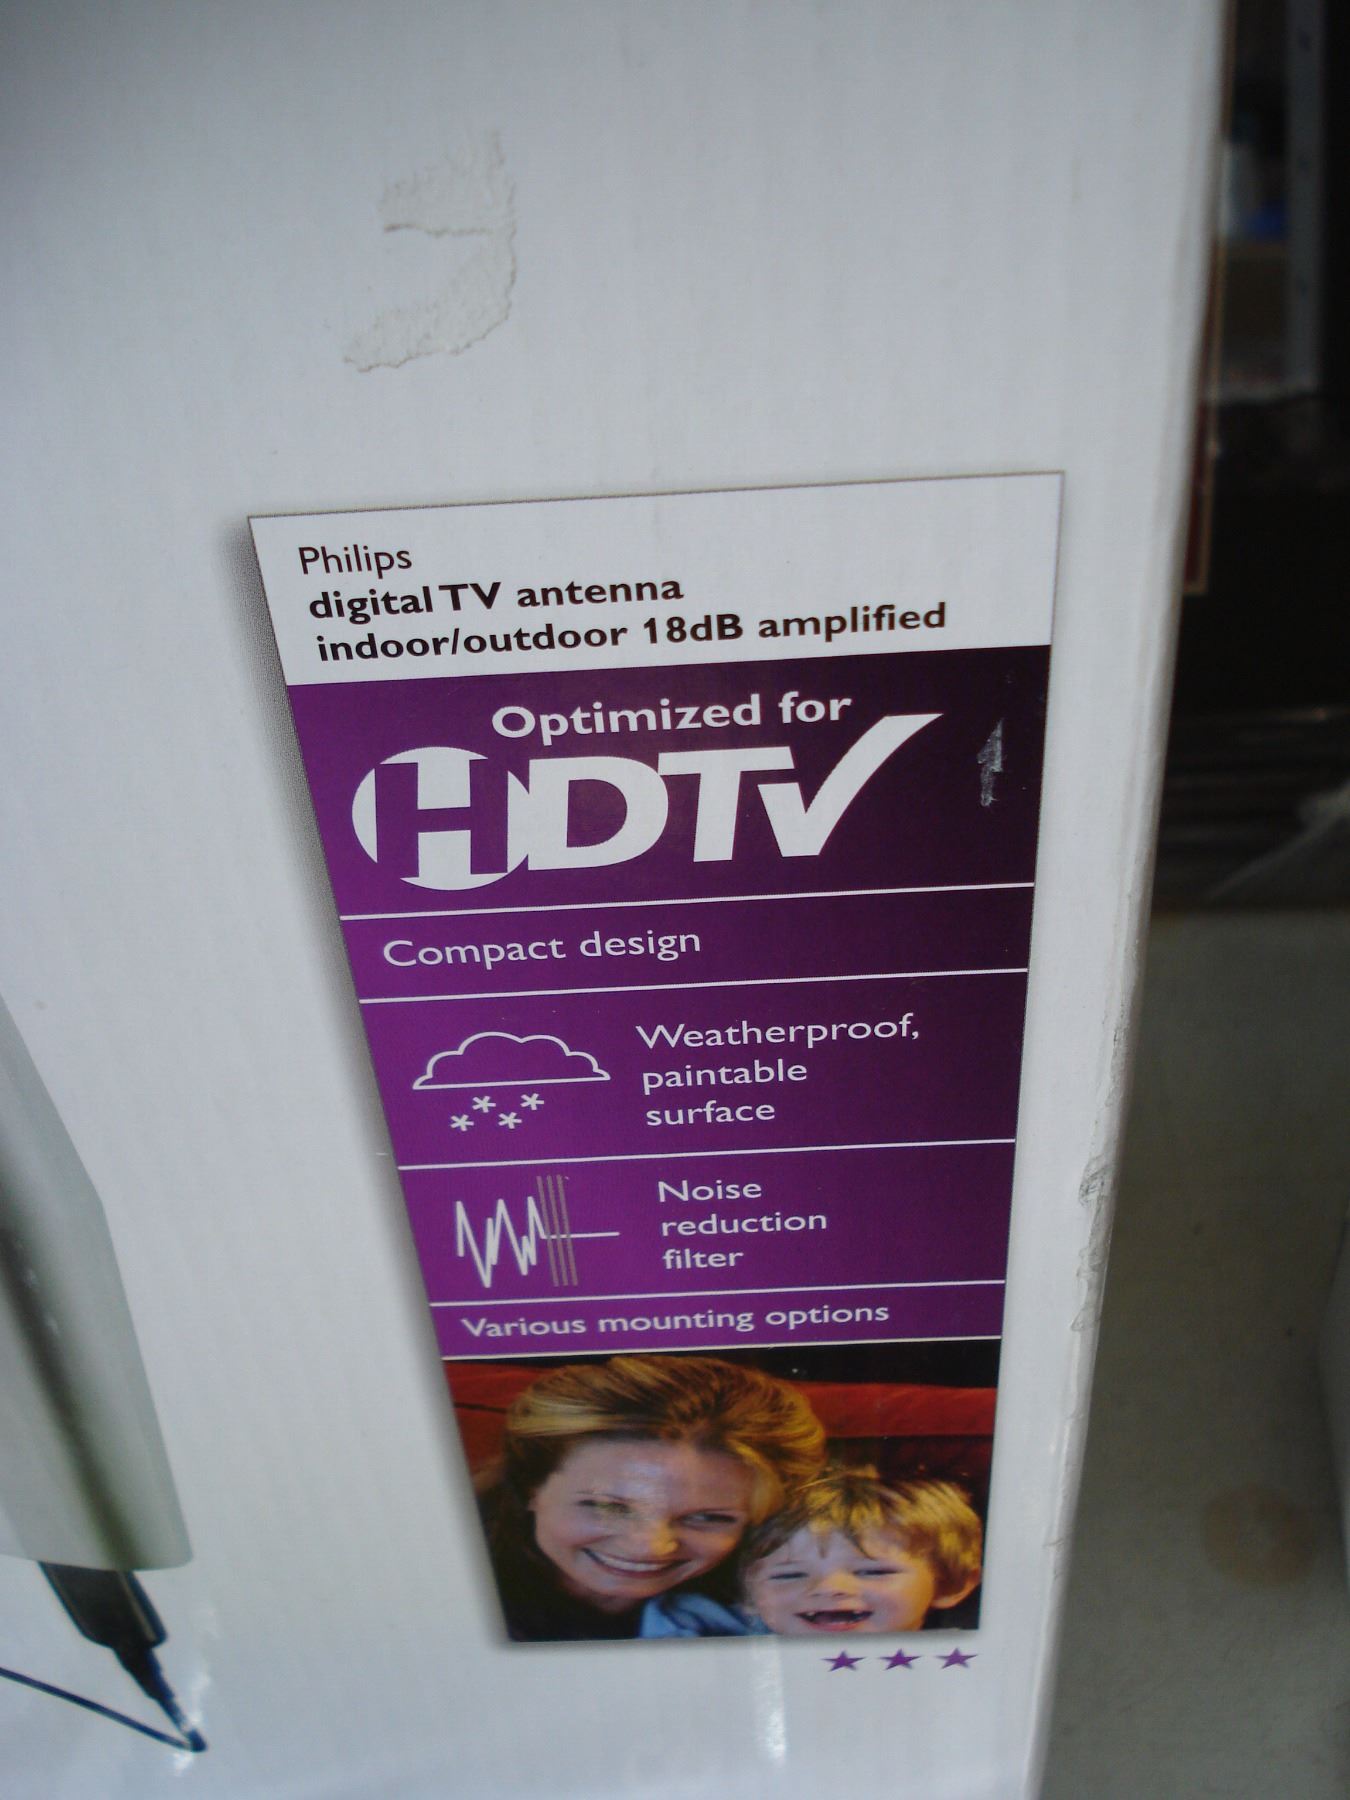 Philips
digital TV antenna
indoor/outdoor 18dB amplified
Optimized for
HDTV
Compact design
Weatherproof,
paintable
surface
Noise
reduction
filter
Various mounting options